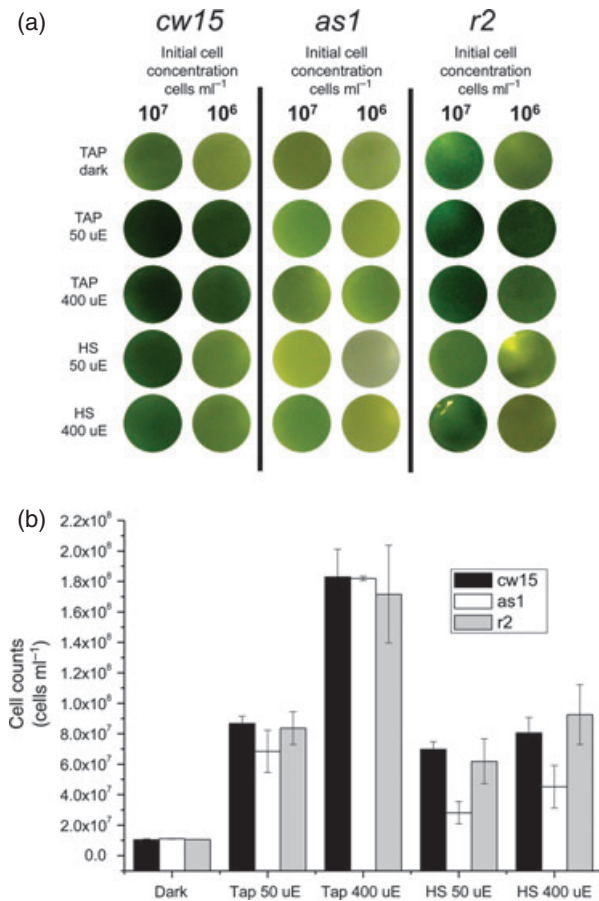 (a)
cw15 as1 r2
Initial cell Initial cell Initial cell
concentration concentration concentration
cells ml⁻¹ cells ml⁻¹ cells ml⁻¹
10⁷ 10⁶ 10⁷ 10⁶ 10⁷ 10⁶
TAP
dark
TAP
50 uE
TAP
400 uE
HS
50 uE
HS
400 uE
(b)
Cell counts
(cells ml⁻¹)
2.2x10⁸
2.0x10⁸
1.8x10⁸
1.6x10⁸
1.4x10⁸
1.2x10⁸
1.0x10⁸
8.0x10⁷
6.0x10⁷
4.0x10⁷
2.0x10⁷
0.0
cw15
as1
r2
Dark Tap 50 uE Tap 400 uE HS 50 uE HS 400 uE